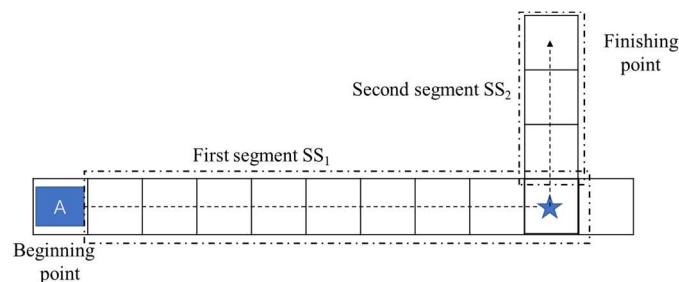 Finishing
point
Second segment SS₂
First segment SS₁
A
Beginning
point